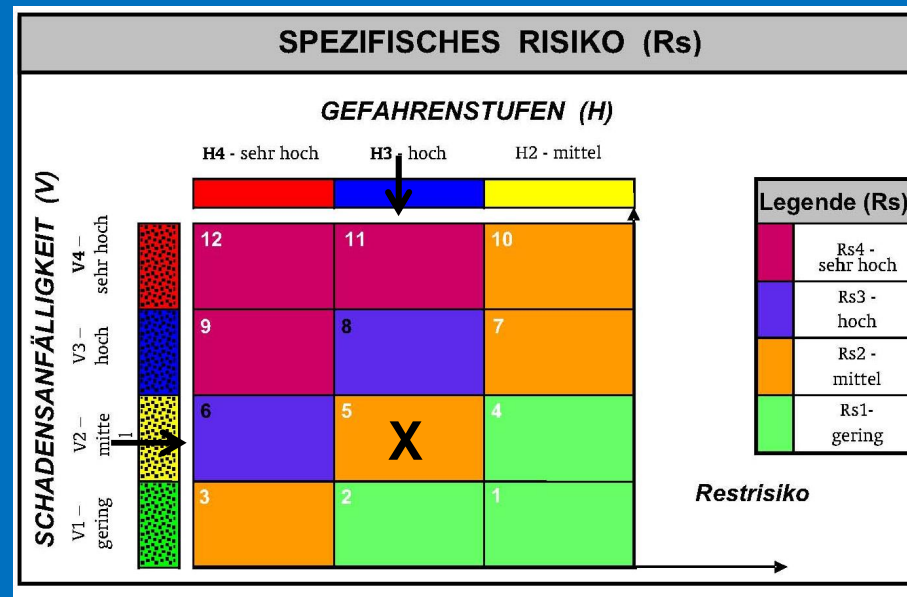 SPEZIFISCHES RISIKO (Rs)
GEFAHRENSTUFEN (H)
H4 - sehr hoch
H3 - hoch
H2 - mittel
SCHADENSANFÄLLIGKEIT (V)
V4 –
sehr hoch
V3 –
hoch
V2 –
mitte
l
V1 –
gering
12
11
10
9
8
7
6
5
4
X
3
2
1
Legende (Rs)
Rs4 -
sehr hoch
Rs3 -
hoch
Rs2 -
mittel
Rs1-
gering
Restrisiko